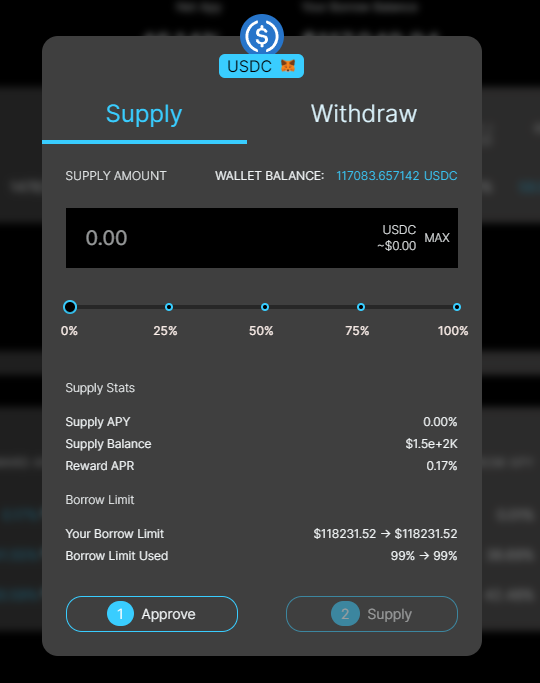 USDC
Supply Withdraw
SUPPLY AMOUNT WALLET BALANCE: 117083.657142 USDC
0.00 USDC ~$0.00 MAX
0% 25% 50% 75% 100%
Supply Stats
Supply APY 0.00%
Supply Balance $1.5e+2K
Reward APR 0.17%
Borrow Limit
Your Borrow Limit $118231.52 → $118231.52
Borrow Limit Used 99% → 99%
1 Approve 2 Supply